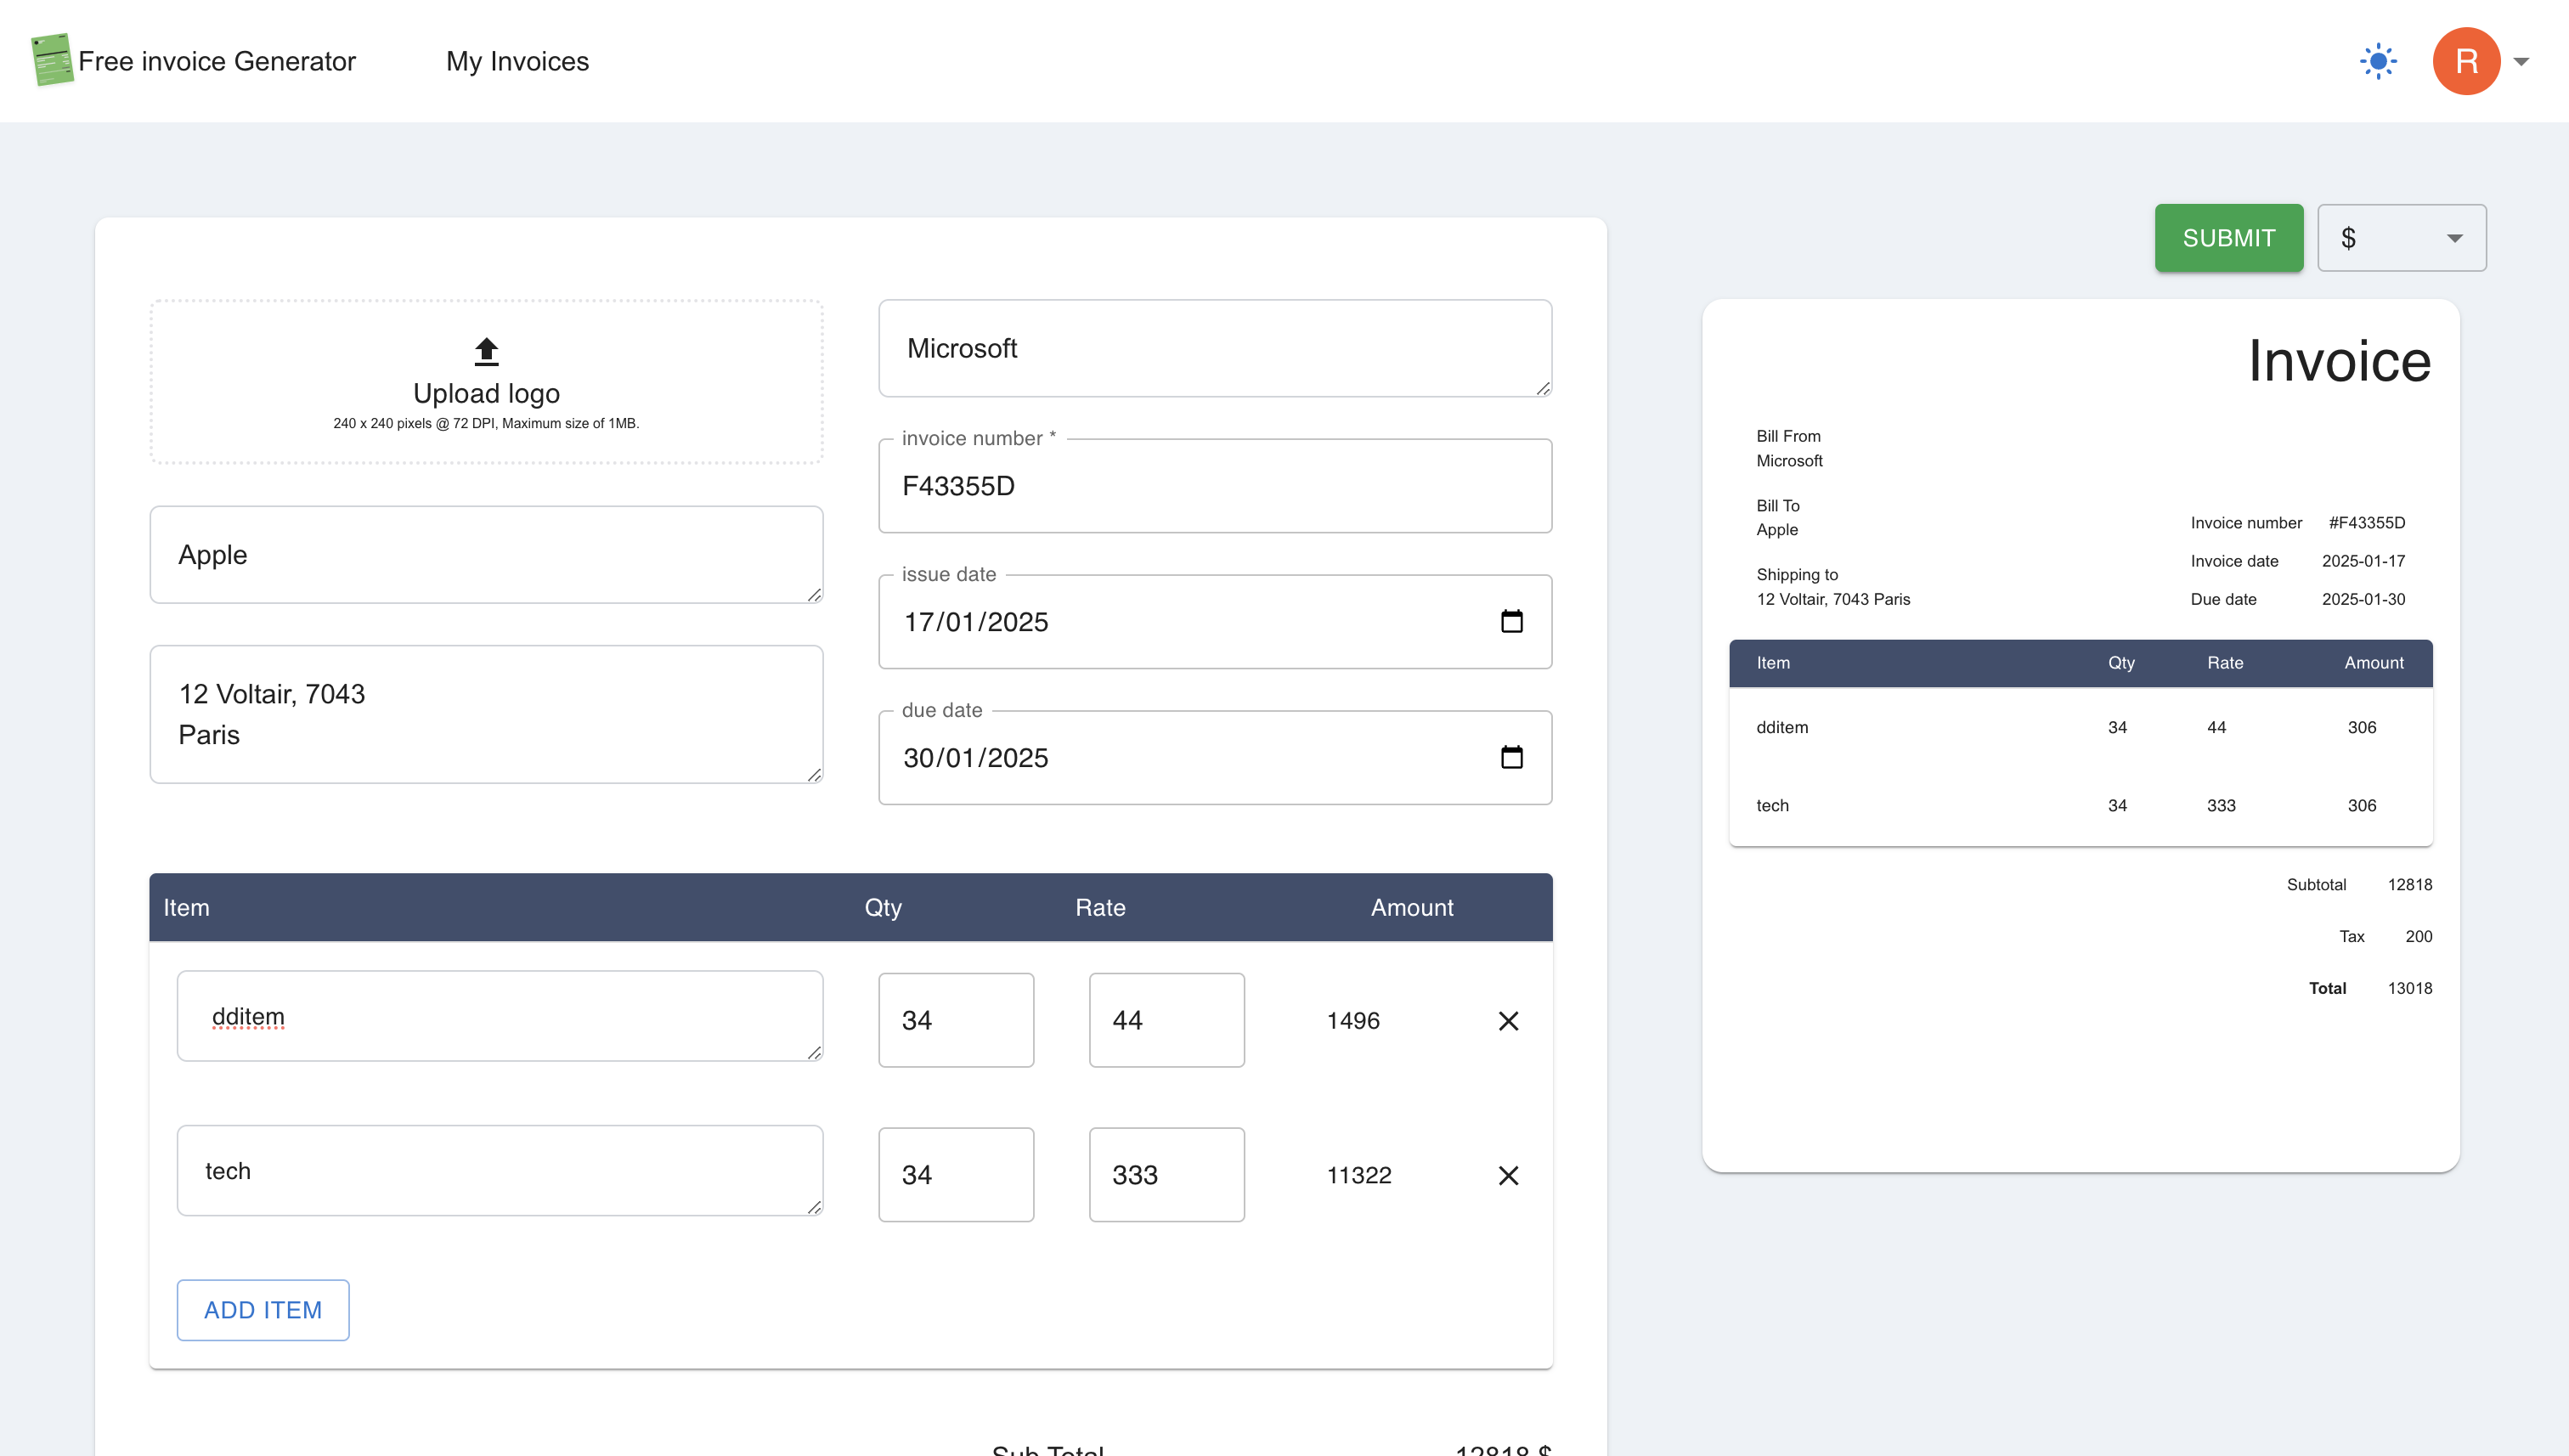 Free invoice Generator
My Invoices
R
SUBMIT
$
Upload logo
240 x 240 pixels @ 72 DPI, Maximum size of 1MB.
Apple
12 Voltair, 7043
Paris
Microsoft
invoice number *
F43355D
issue date
17/01/2025
due date
30/01/2025
Item Qty Rate Amount
dditem 34 44 1496
tech 34 333 11322
ADD ITEM
Sub Total 12818 $
Invoice
Bill From
Microsoft
Bill To
Apple
Shipping to
12 Voltair, 7043 Paris
Invoice number #F43355D
Invoice date 2025-01-17
Due date 2025-01-30
Item Qty Rate Amount
dditem 34 44 306
tech 34 333 306
Subtotal 12818
Tax 200
Total 13018